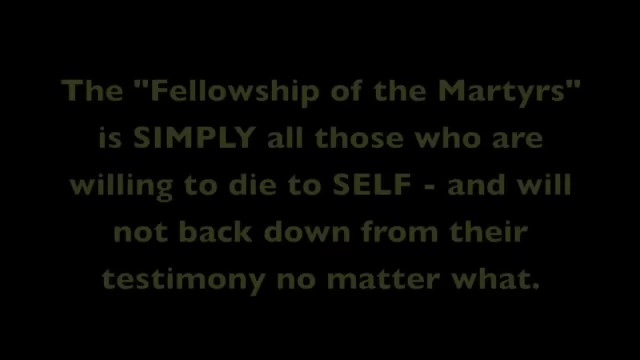 The "Fellowship of the Martyrs"
is SIMPLY all those who are
willing to die to SELF - and will
not back down from their
testimony no matter what.